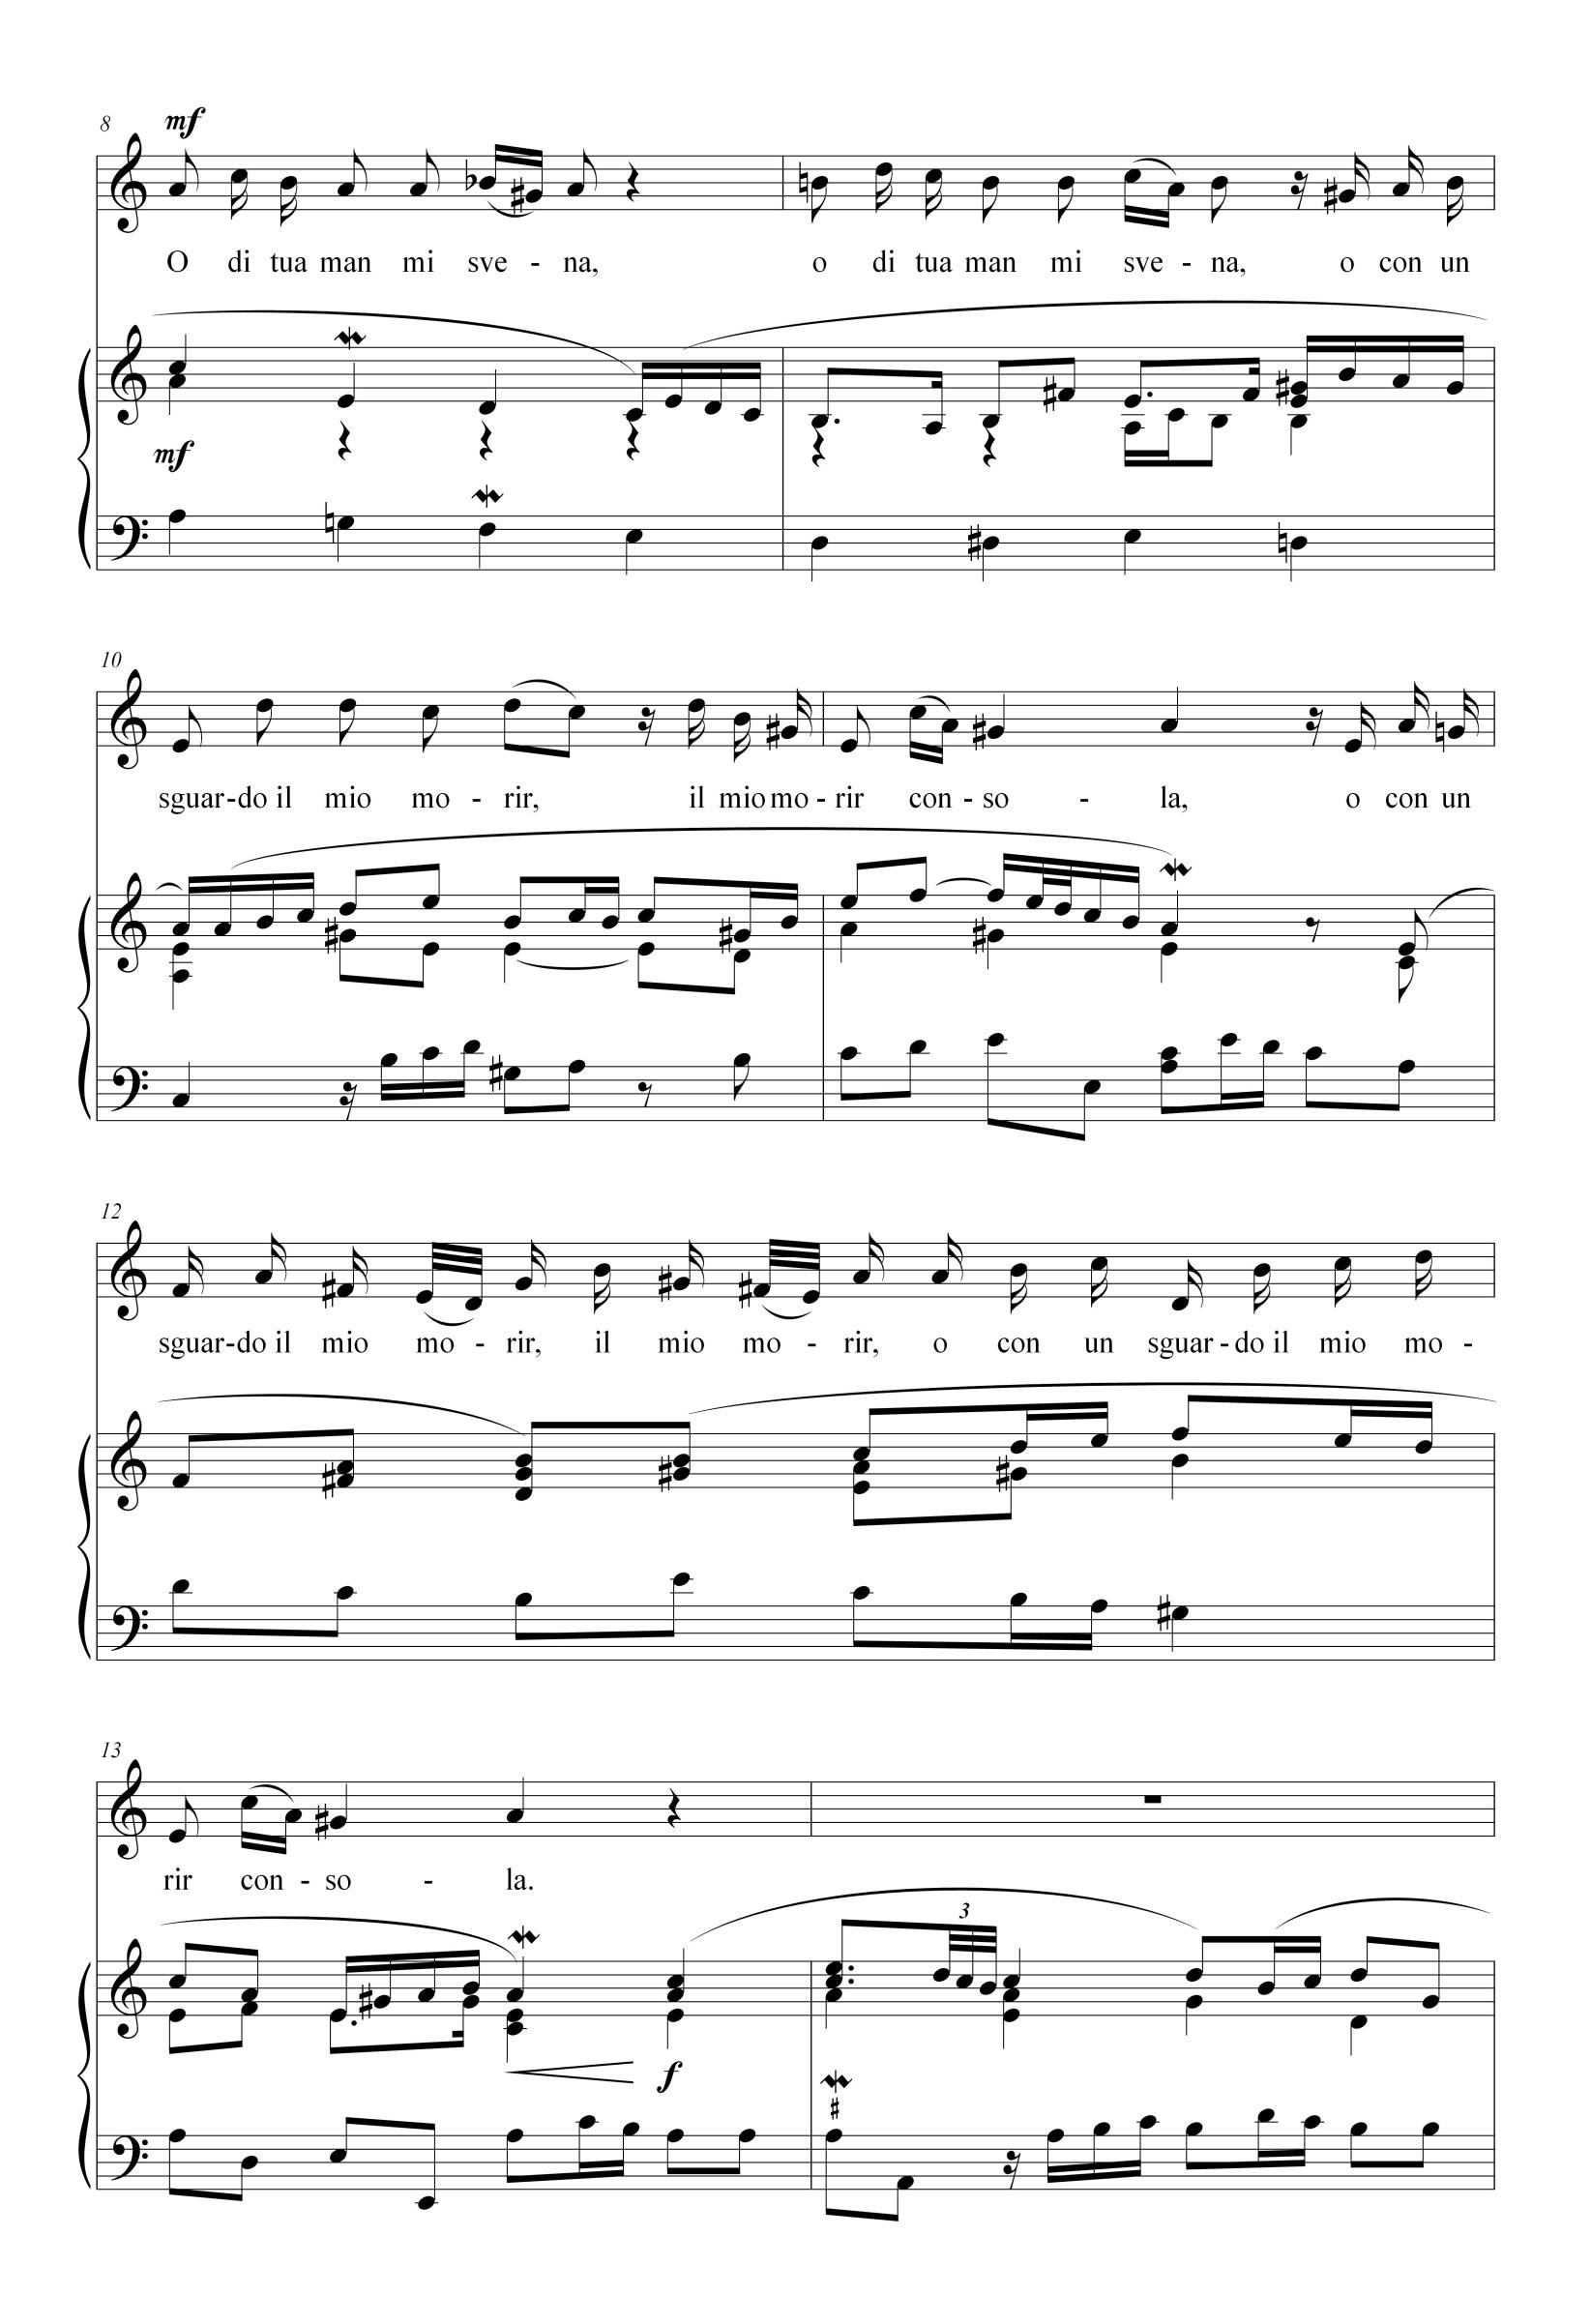 8
mf
O di tua man mi sve - na, o di tua man mi sve - na, o con un
mf
10
sguar-do il mio mo - rir, il mio mo - rir con - so - la, o con un
12
sguar-do il mio mo - rir, il mio mo - rir, o con un sguar-do il mio mo -
13
rir con - so - la.
3
f